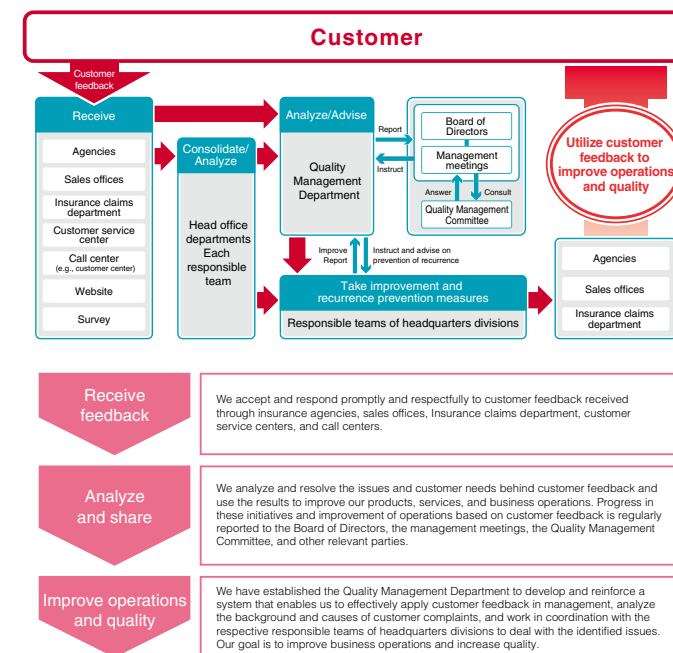 Customer
Customer
feedback
Receive
Agencies
Sales offices
Insurance claims
department
Customer service
center
Call center
(e.g., customer center)
Website
Survey
Consolidate/
Analyze
Head office
departments
Each
responsible
team
Analyze/Advise
Quality
Management
Department
Report
Instruct
Board of
Directors
Management
meetings
Answer
Consult
Quality Management
Committee
Improve
Report
Instruct and advise on
prevention of recurrence
Take improvement and
recurrence prevention measures
Responsible teams of headquarters divisions
Utilize customer
feedback to
improve operations
and quality
Agencies
Sales offices
Insurance claims
department
Receive
feedback
We accept and respond promptly and respectfully to customer feedback received
through insurance agencies, sales offices, Insurance claims department, customer
service centers, and call centers.
Analyze
and share
We analyze and resolve the issues and customer needs behind customer feedback and
use the results to improve our products, services, and business operations. Progress in
these initiatives and improvement of operations based on customer feedback is regularly
reported to the Board of Directors, the management meetings, the Quality Management
Committee, and other relevant parties.
Improve operations
and quality
We have established the Quality Management Department to develop and reinforce a
system that enables us to effectively apply customer feedback in management, analyze
the background and causes of customer complaints, and work in coordination with the
respective responsible teams of headquarters divisions to deal with the identified issues.
Our goal is to improve business operations and increase quality.